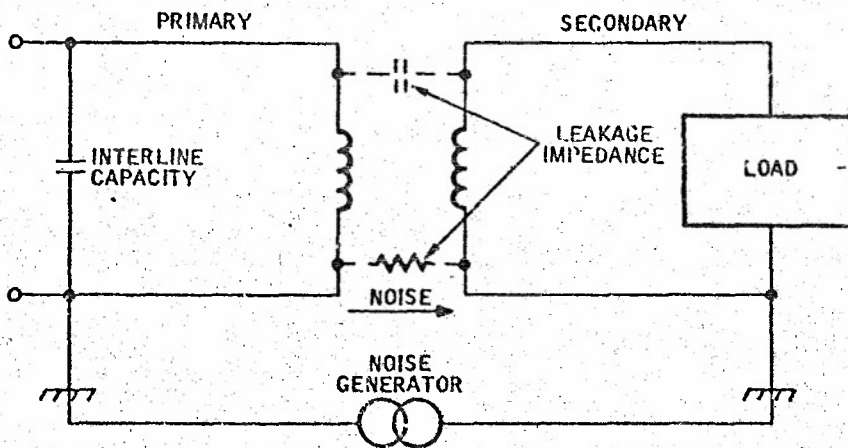 PRIMARY
SECONDARY
INTERLINE
CAPACITY
LEAKAGE
IMPEDANCE
LOAD
NOISE
NOISE
GENERATOR